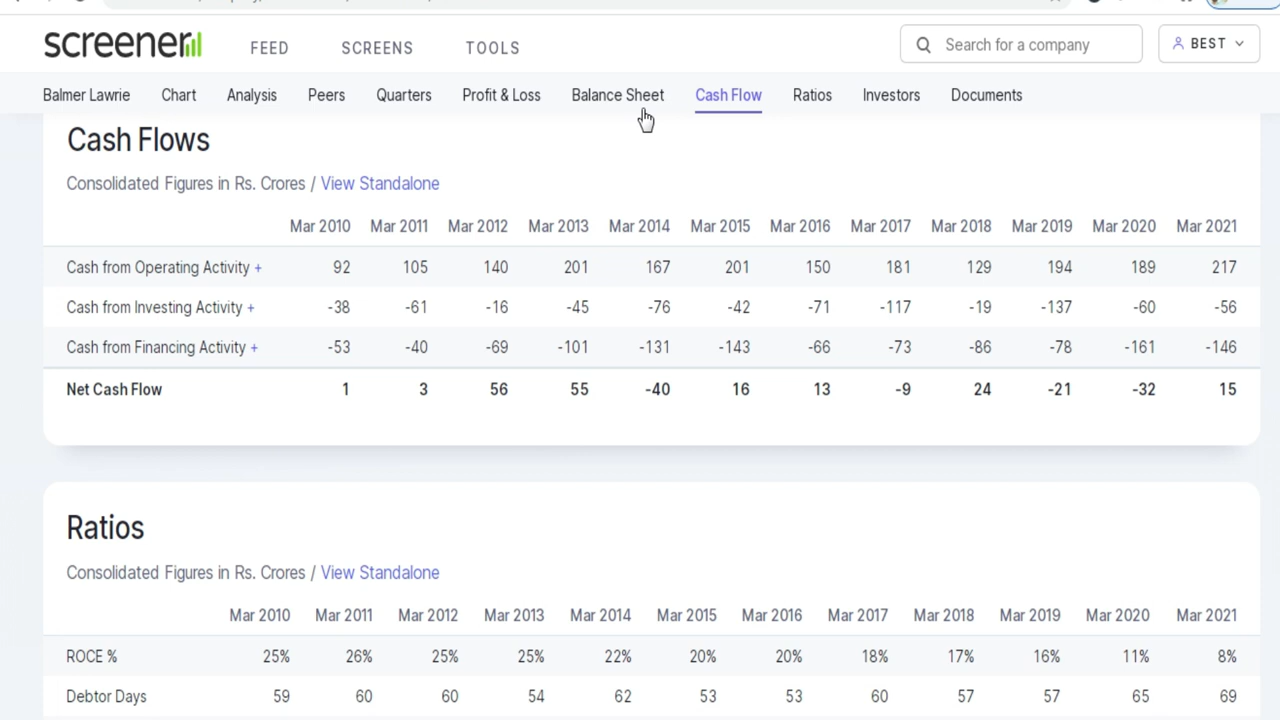 screener
FEED SCREENS TOOLS
Search for a company
BEST
Balmer Lawrie Chart Analysis Peers Quarters Profit & Loss Balance Sheet Cash Flow Ratios Investors Documents
Cash Flows
Consolidated Figures in Rs. Crores / View Standalone
Mar 2010 Mar 2011 Mar 2012 Mar 2013 Mar 2014 Mar 2015 Mar 2016 Mar 2017 Mar 2018 Mar 2019 Mar 2020 Mar 2021
Cash from Operating Activity + 92 105 140 201 167 201 150 181 129 194 189 217
Cash from Investing Activity + -38 -61 -16 -45 -76 -42 -71 -117 -19 -137 -60 -56
Cash from Financing Activity + -53 -40 -69 -101 -131 -143 -66 -73 -86 -78 -161 -146
Net Cash Flow 1 3 56 55 -40 16 13 -9 24 -21 -32 15
Ratios
Consolidated Figures in Rs. Crores / View Standalone
Mar 2010 Mar 2011 Mar 2012 Mar 2013 Mar 2014 Mar 2015 Mar 2016 Mar 2017 Mar 2018 Mar 2019 Mar 2020 Mar 2021
ROCE % 25% 26% 25% 25% 22% 20% 20% 18% 17% 16% 11% 8%
Debtor Days 59 60 60 54 62 53 53 60 57 57 65 69